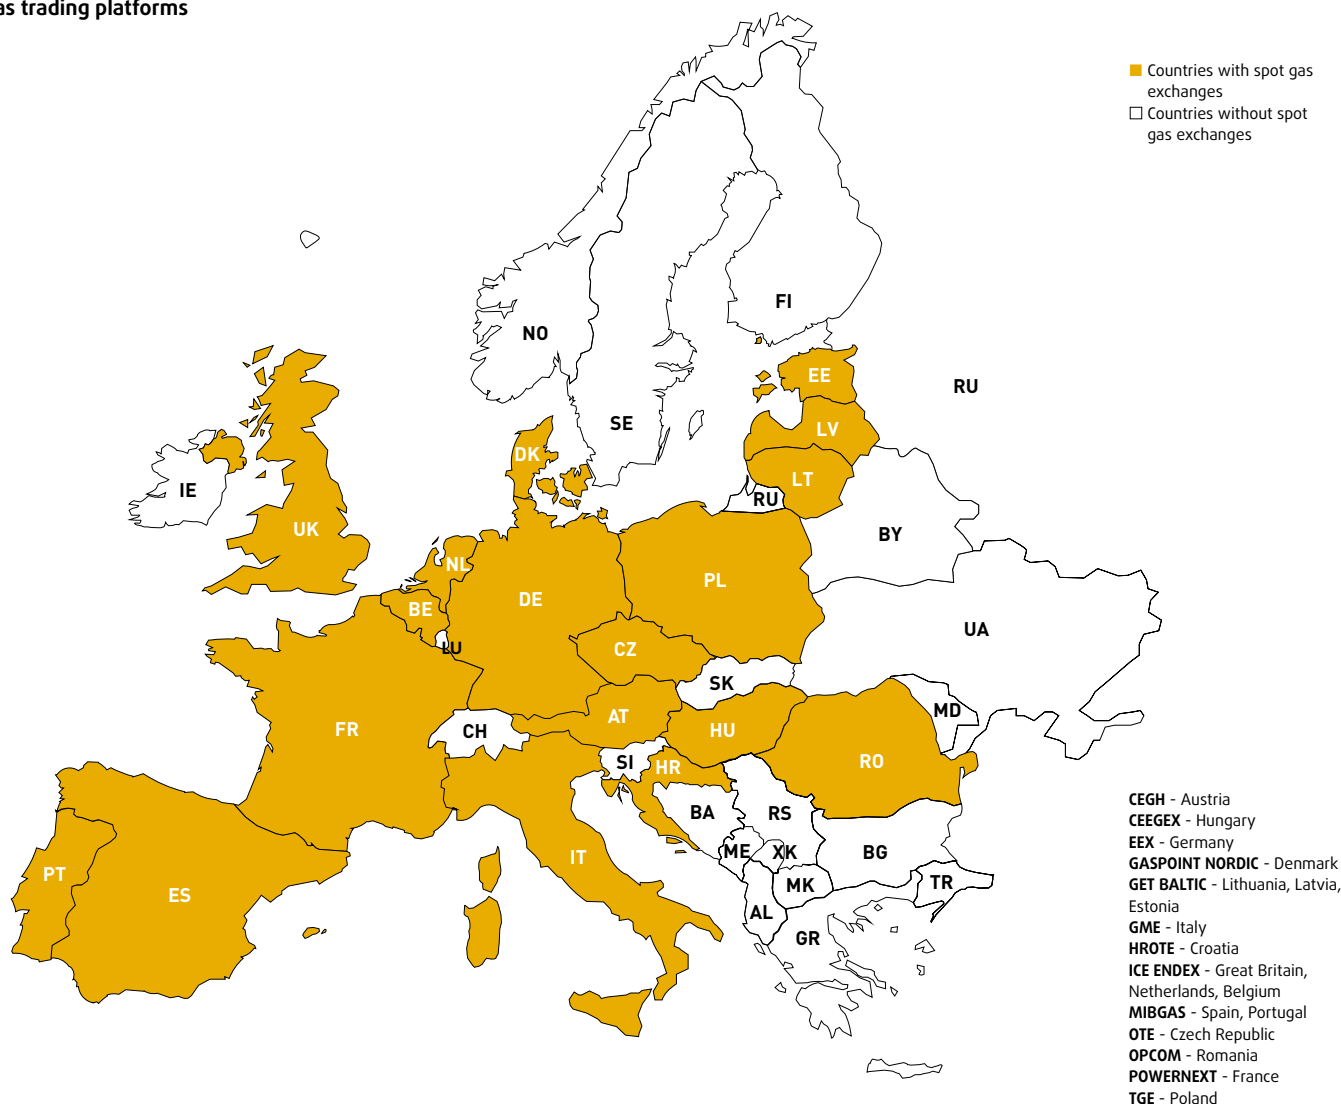 as trading platforms
Countries with spot gas
exchanges
Countries without spot
gas exchanges
FI
NO
EE
RU
SE
LV
DK
LT
IE
RU
UK
BY
NL
PL
DE
BE
UA
LU
CZ
SK
MD
AT
FR
CH
HU
SI
HR
RO
BA
RS
ME
XK
BG
IT
PT
MK
TR
ES
AL
GR
CEGH - Austria
CEEGEX - Hungary
EEX - Germany
GASPOINT NORDIC - Denmark
GET BALTIC - Lithuania, Latvia,
Estonia
GME - Italy
HROTE - Croatia
ICE ENDEX - Great Britain,
Netherlands, Belgium
MIBGAS - Spain, Portugal
OTE - Czech Republic
OPCOM - Romania
POWERNEXT - France
TGE - Poland